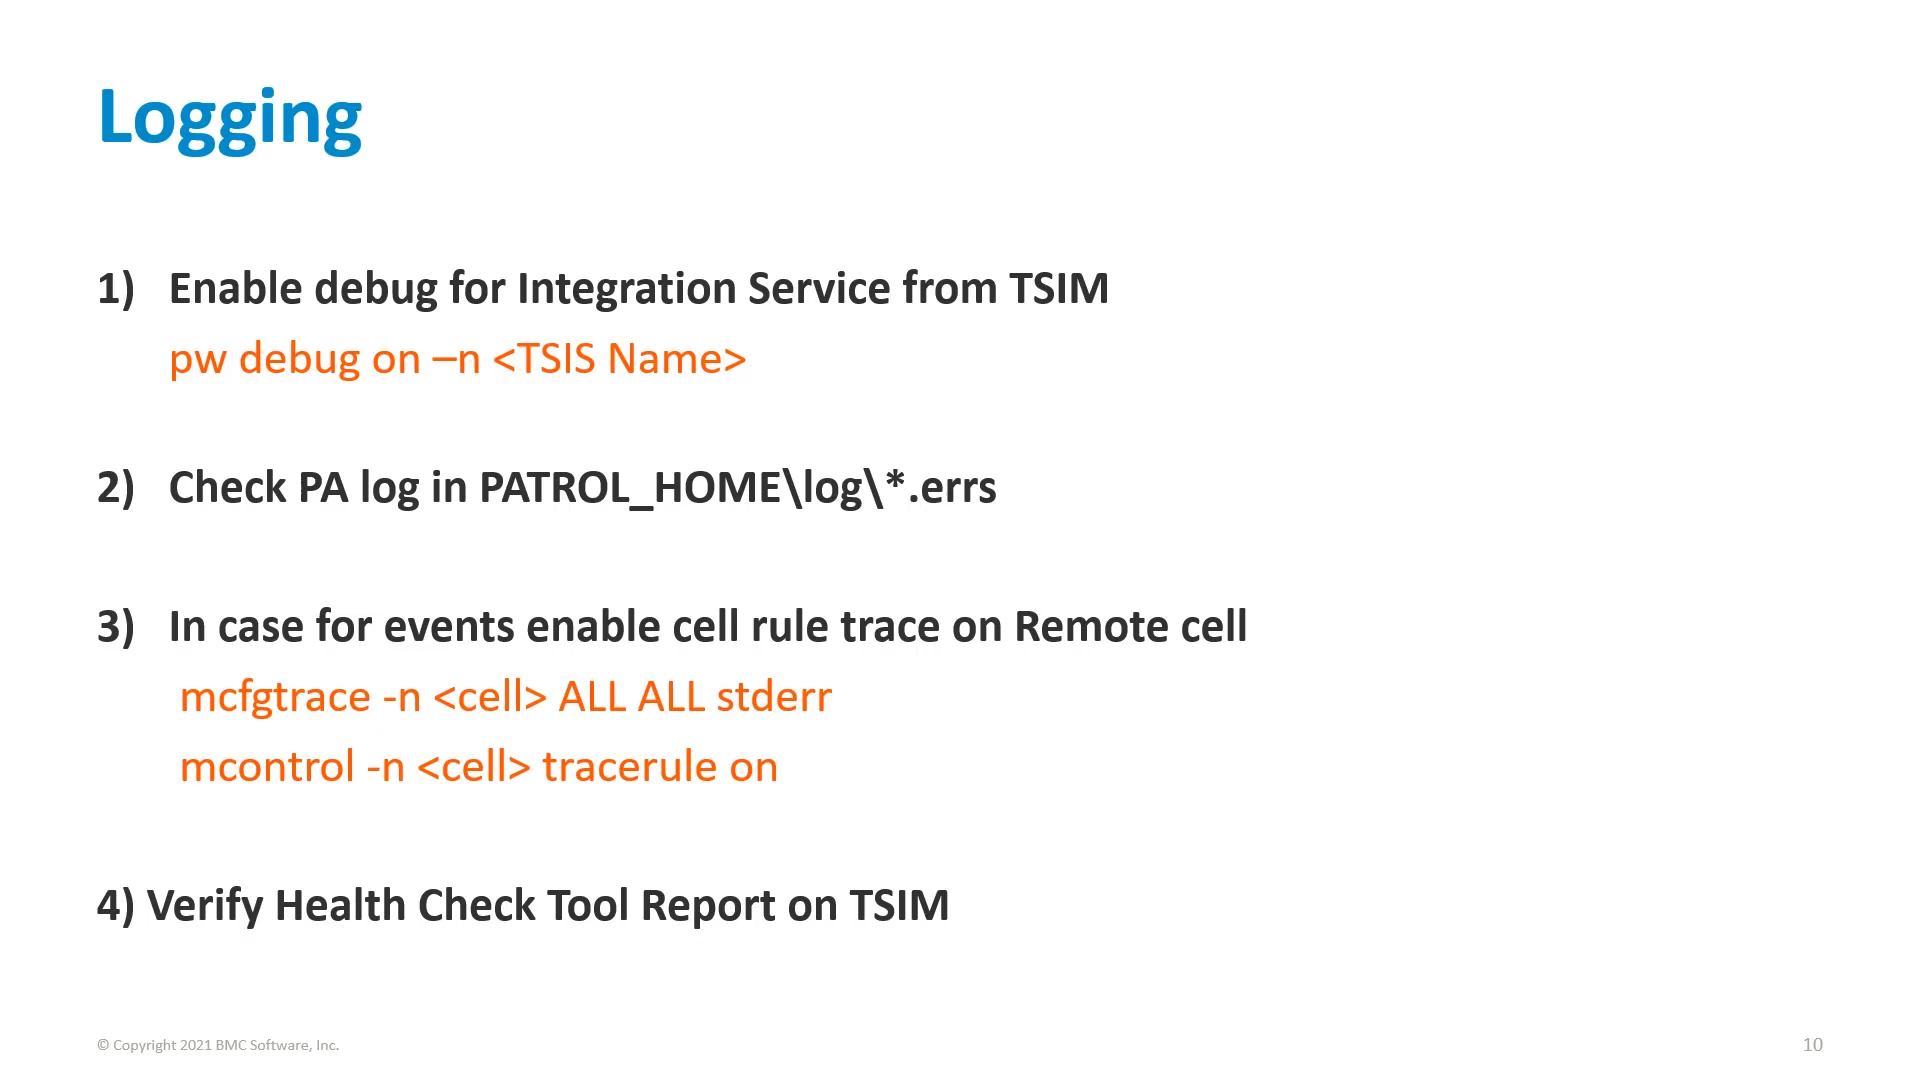 Logging
1) Enable debug for Integration Service from TSIM
pw debug on –n <TSIS Name>
2) Check PA log in PATROL_HOME\log\*.errs
3) In case for events enable cell rule trace on Remote cell
mcfgtrace -n <cell> ALL ALL stderr
mcontrol -n <cell> tracerule on
4) Verify Health Check Tool Report on TSIM
© Copyright 2021 BMC Software, Inc.
10